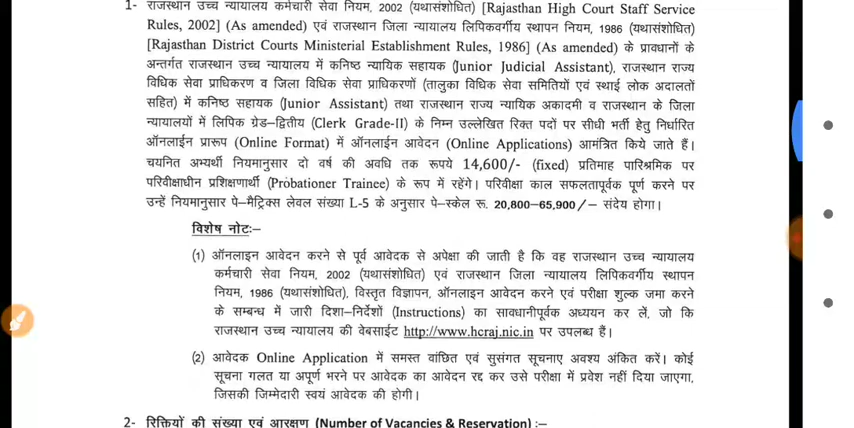 1- राजस्थान उच्च न्यायालय कर्मचारी सेवा नियम, 2002 (यथासंशोधित) [Rajasthan High Court Staff Service
Rules, 2002] (As amended) एवं राजस्थान जिला न्यायालय लिपिकवर्गीय स्थापन नियम, 1986 (यथासंशोधित)
[Rajasthan District Courts Ministerial Establishment Rules, 1986] (As amended) के प्रावधानों के
अन्तर्गत राजस्थान उच्च न्यायालय में कनिष्ठ न्यायिक सहायक (Junior Judicial Assistant), राजस्थान राज्य
विधिक सेवा प्राधिकरण व जिला विधिक सेवा प्राधिकरणों (तालुका विधिक सेवा समितियों एवं स्थाई लोक अदालतों
सहित) में कनिष्ठ सहायक (Junior Assistant) तथा राजस्थान राज्य न्यायिक अकादमी व राजस्थान के जिला
न्यायालयों में लिपिक ग्रेड–द्वितीय (Clerk Grade-II) के निम्न उल्लेखित रिक्त पदों पर सीधी भर्ती हेतु निर्धारित
ऑनलाईन प्रारूप (Online Format) में ऑनलाईन आवेदन (Online Applications) आमंत्रित किये जाते हैं।
चयनित अभ्यर्थी नियमानुसार दो वर्ष की अवधि तक रूपये 14,600/- (fixed) प्रतिमाह पारिश्रमिक पर
परिवीक्षाधीन प्रशिक्षणार्थी (Probationer Trainee) के रूप में रहेंगे। परिवीक्षा काल सफलतापूर्वक पूर्ण करने पर
उन्हें नियमानुसार पे–मैट्रिक्स लेवल संख्या L-5 के अनुसार पे–स्केल रू. 20,800–65,900/– संदेय होगा।
विशेष नोटः–
(1) ऑनलाइन आवेदन करने से पूर्व आवेदक से अपेक्षा की जाती है कि वह राजस्थान उच्च न्यायालय
कर्मचारी सेवा नियम, 2002 (यथासंशोधित) एवं राजस्थान जिला न्यायालय लिपिकवर्गीय स्थापन
नियम, 1986 (यथासंशोधित), विस्तृत विज्ञापन, ऑनलाइन आवेदन करने एवं परीक्षा शुल्क जमा करने
के सम्बन्ध में जारी दिशा–निर्देशों (Instructions) का सावधानीपूर्वक अध्ययन कर लें, जो कि
राजस्थान उच्च न्यायालय की वेबसाईट http://www.hcraj.nic.in पर उपलब्ध हैं।
(2) आवेदक Online Application में समस्त वांछित एवं सुसंगत सूचनाए अवश्य अंकित करें। कोई
सूचना गलत या अपूर्ण भरने पर आवेदक का आवेदन रद्द कर उसे परीक्षा में प्रवेश नहीं दिया जाएगा,
जिसकी जिम्मेदारी स्वयं आवेदक की होगी।
2- रिक्तियों की संख्या एवं आरक्षण (Number of Vacancies & Reservation) :–